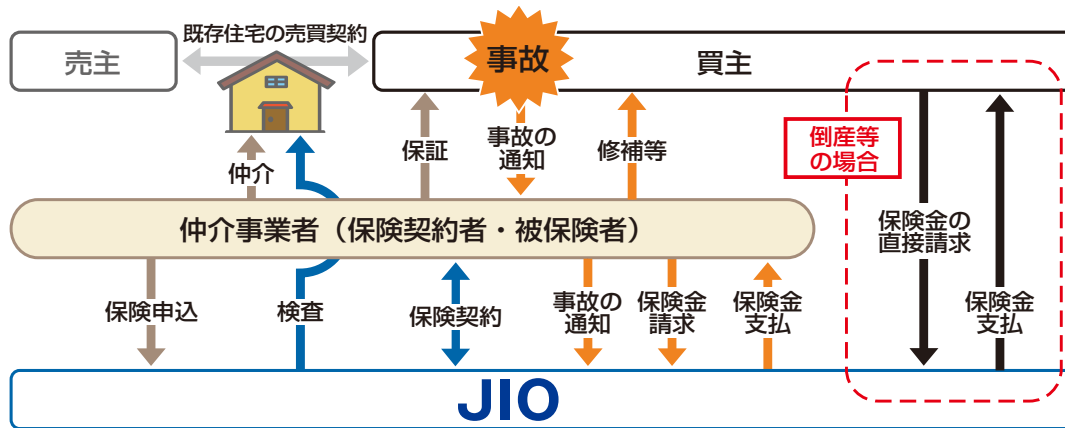 既存住宅の売買契約
売主
事故
買主
仲介
保証
事故の
通知
修補等
倒産等
の場合
仲介事業者（保険契約者・被保険者）
保険金の
直接請求
保険申込
検査
保険契約
事故の
通知
保険金
請求
保険金
支払
保険金
支払
JIO